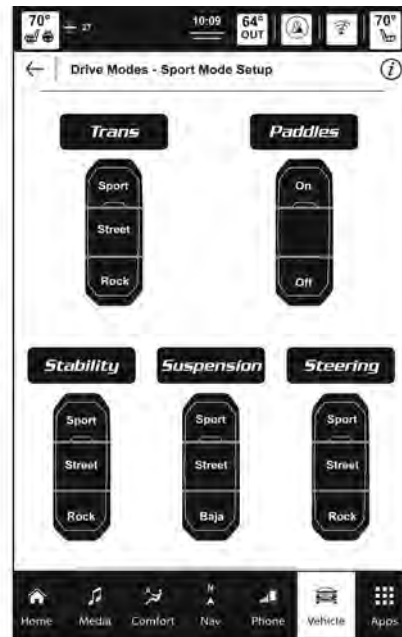 70° 27 10:09 64° OUT 70°
Drive Modes - Sport Mode Setup
Trans Paddles
Sport On
Street
Rock Off
Stability Suspension Steering
Sport Sport Sport
Street Street Street
Rock Baja Rock
Home Media Comfort Nav Phone Vehicle Apps